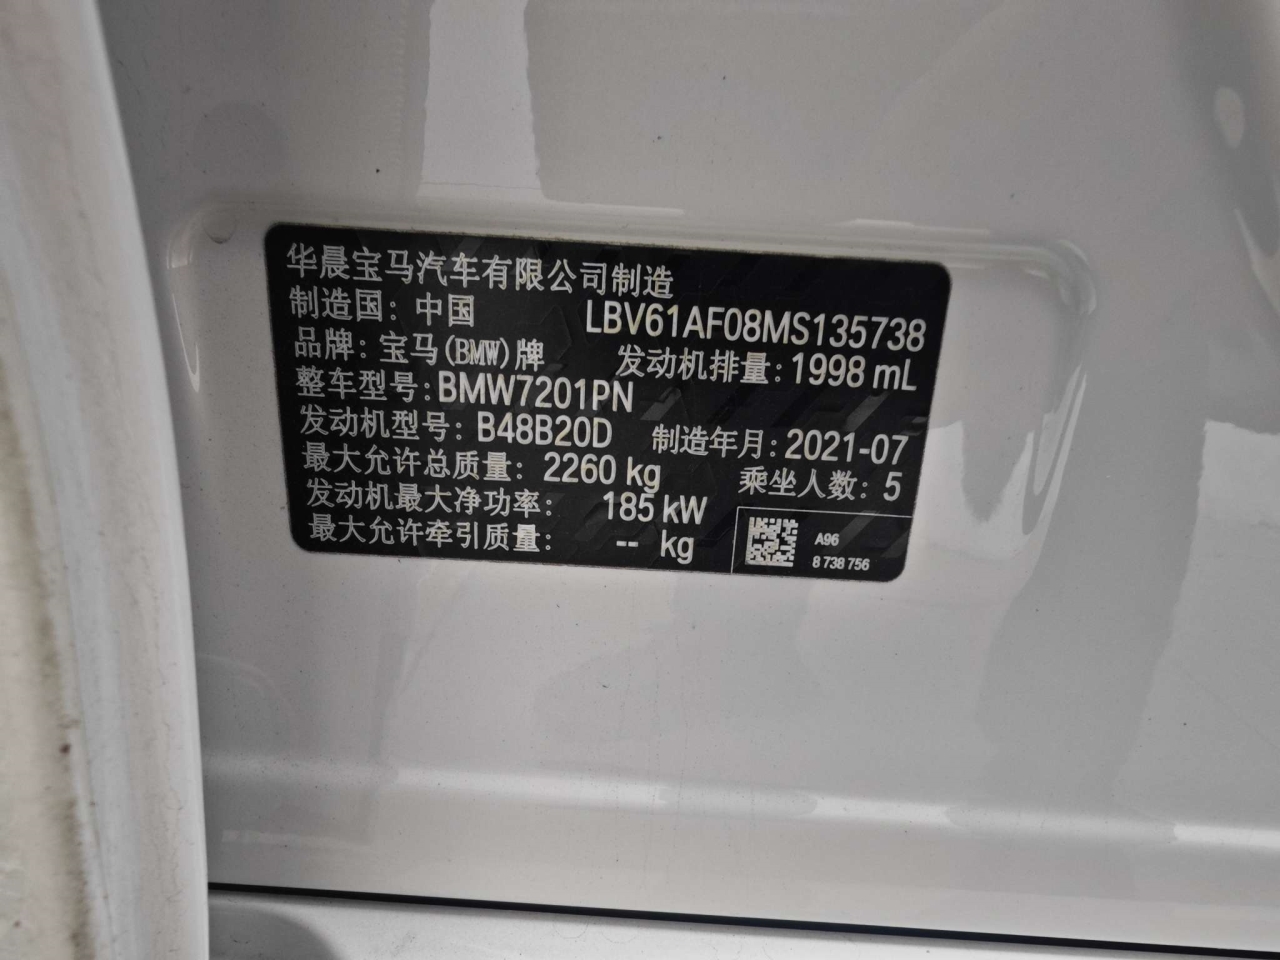 华晨宝马汽车有限公司制造
制造国: 中国 LBV61AF08MS135738
品牌: 宝马(BMW)牌 发动机排量: 1998 mL
整车型号: BMW7201PN
发动机型号: B48B20D 制造年月: 2021-07
最大允许总质量: 2260 kg 乘坐人数: 5
发动机最大净功率: 185 kW
最大允许牵引质量: -- kg
A96
8 738 756